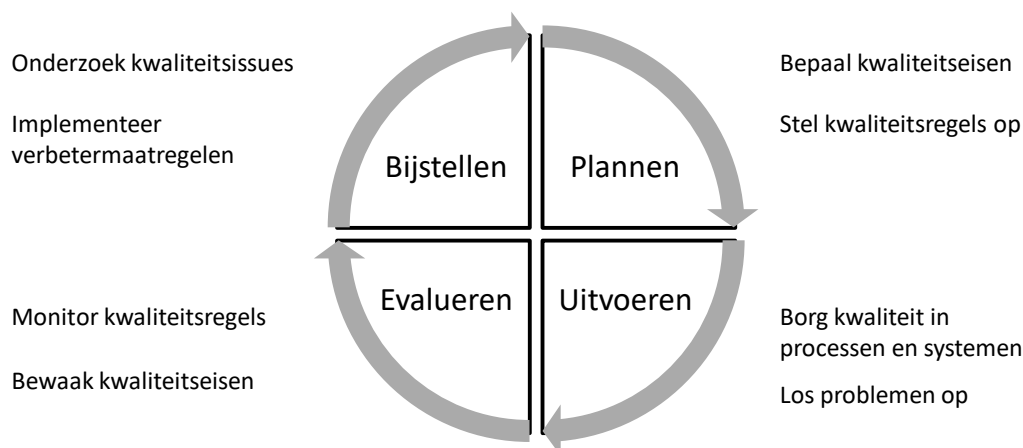 Onderzoek kwaliteitsissues
Implementeer
verbetermaatregelen
Bijstellen
Plannen
Bepaal kwaliteitseisen
Stel kwaliteitsregels op
Monitor kwaliteitsregels
Bewaak kwaliteitseisen
Evalueren
Uitvoeren
Borg kwaliteit in
processen en systemen
Los problemen op